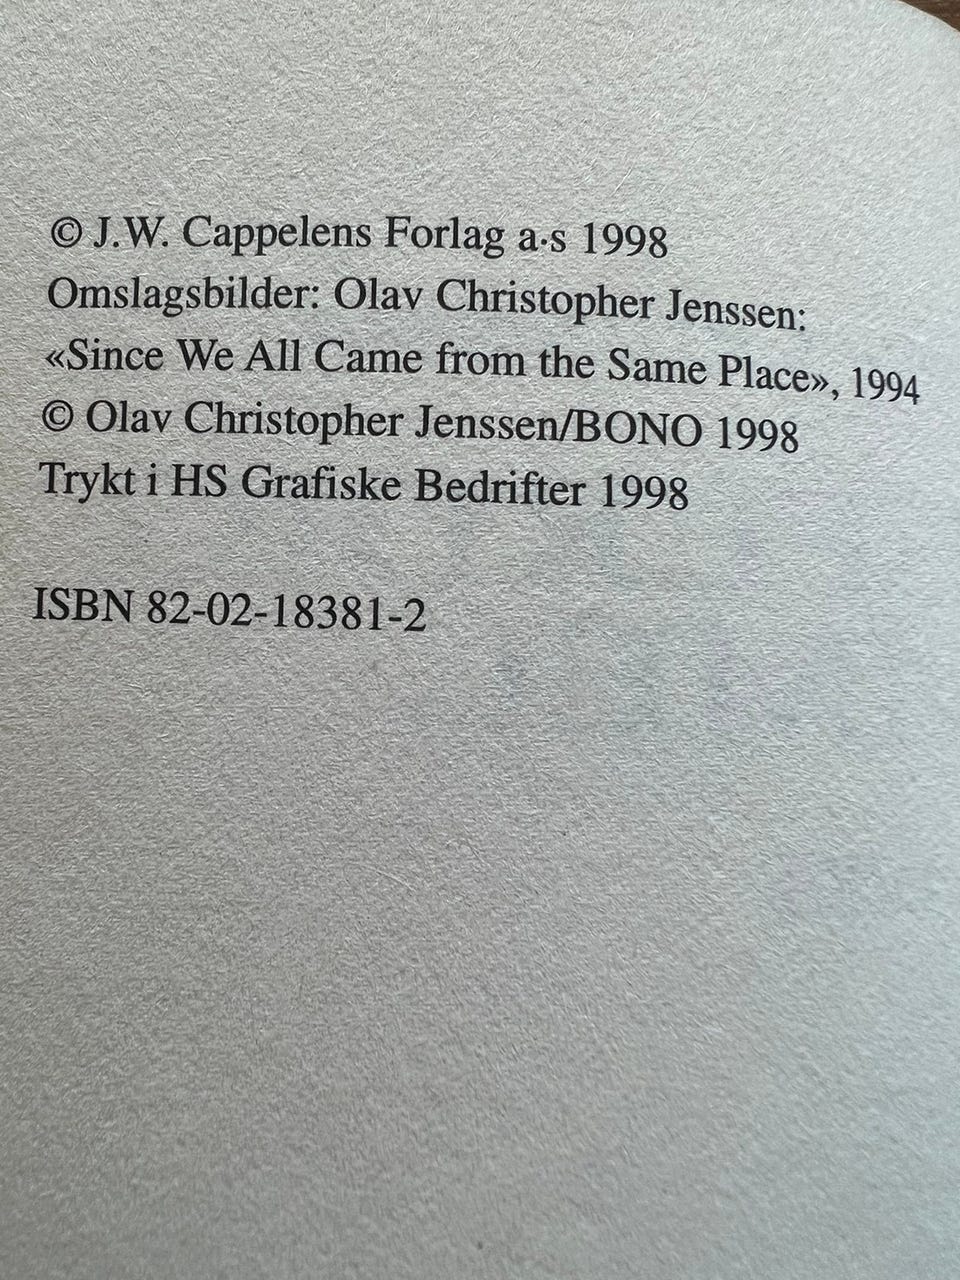 © J.W. Cappelens Forlag a·s 1998
Omslagsbilder: Olav Christopher Jenssen:
«Since We All Came from the Same Place», 1994
© Olav Christopher Jenssen/BONO 1998
Trykt i HS Grafiske Bedrifter 1998
ISBN 82-02-18381-2